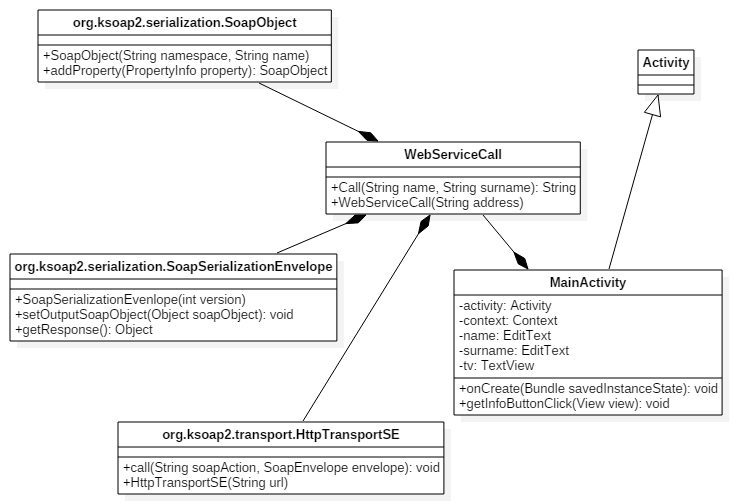 org.ksoap2.serialization.SoapObject
+SoapObject(String namespace, String name)
+addProperty(PropertyInfo property): SoapObject
Activity
WebServiceCall
+Call(String name, String surname): String
+WebServiceCall(String address)
org.ksoap2.serialization.SoapSerializationEnvelope
+SoapSerializationEvenlope(int version)
+setOutputSoapObject(Object soapObject): void
+getResponse(): Object
MainActivity
-activity: Activity
-context: Context
-name: EditText
-surname: EditText
-tv: TextView
+onCreate(Bundle savedInstanceState): void
+getInfoButtonClick(View view): void
org.ksoap2.transport.HttpTransportSE
+call(String soapAction, SoapEnvelope envelope): void
+HttpTransportSE(String url)